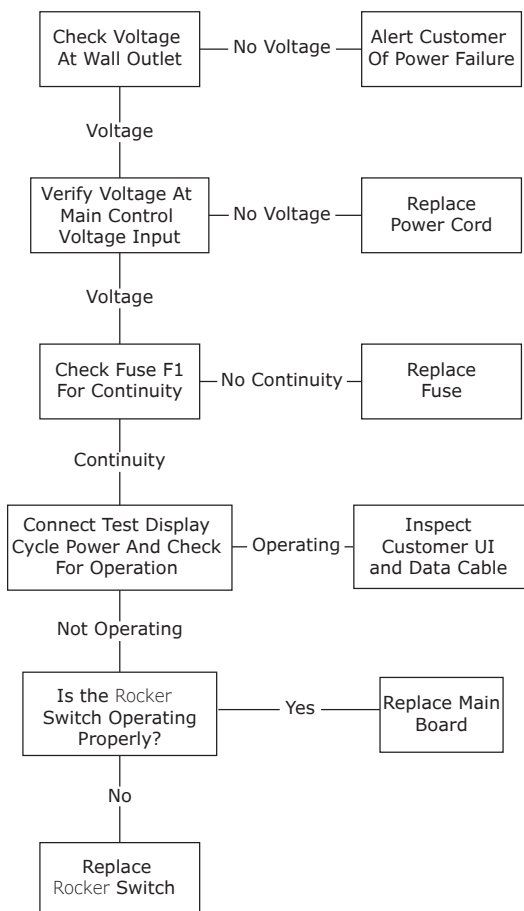 Check Voltage
At Wall Outlet
No Voltage
Alert Customer
Of Power Failure
Voltage
Verify Voltage At
Main Control
Voltage Input
No Voltage
Replace
Power Cord
Voltage
Check Fuse F1
For Continuity
No Continuity
Replace
Fuse
Continuity
Connect Test Display
Cycle Power And Check
For Operation
Operating
Inspect
Customer UI
and Data Cable
Not Operating
Is the Rocker
Switch Operating
Properly?
Yes
Replace Main
Board
No
Replace
Rocker Switch